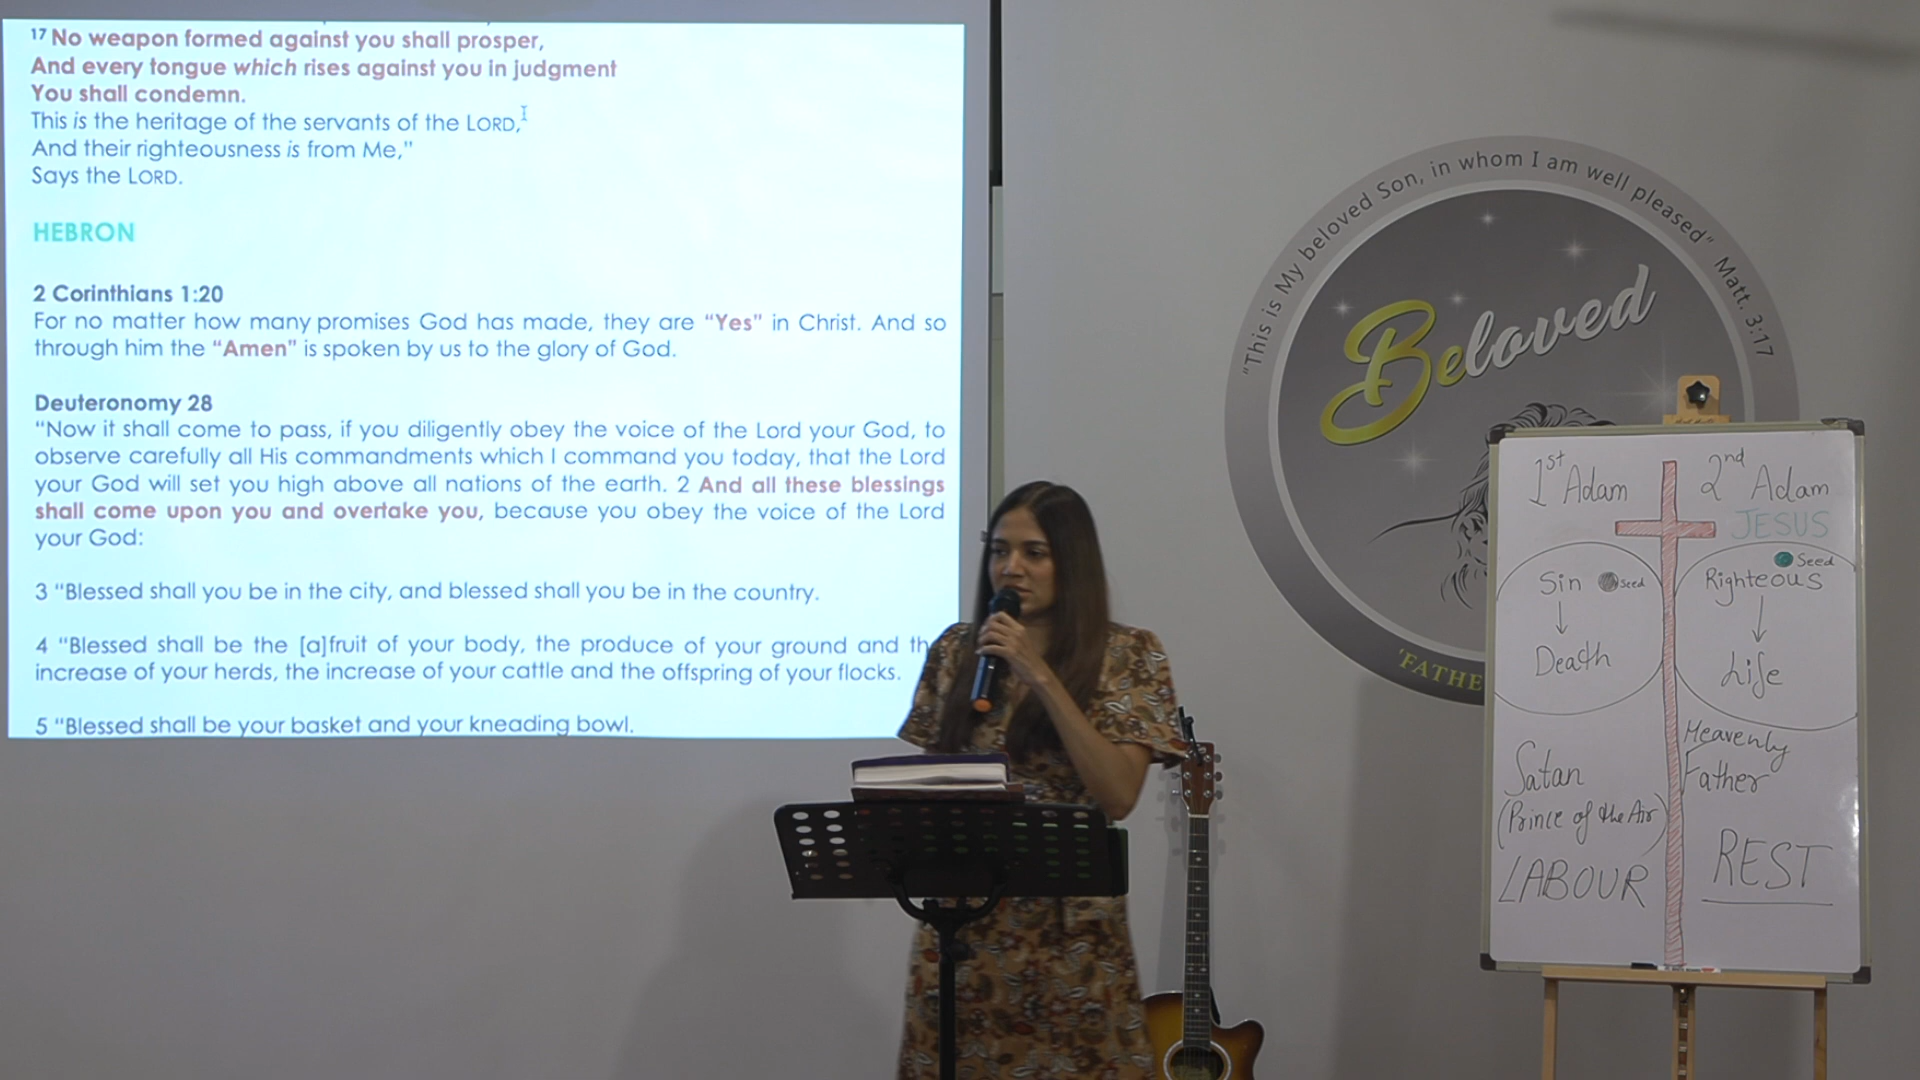 17 No weapon formed against you shall prosper,
And every tongue which rises against you in judgment
You shall condemn.
This is the heritage of the servants of the LORD,
And their righteousness is from Me,”
Says the LORD.
HEBRON
2 Corinthians 1:20
For no matter how many promises God has made, they are “Yes” in Christ. And so
through him the “Amen” is spoken by us to the glory of God.
Deuteronomy 28
“Now it shall come to pass, if you diligently obey the voice of the Lord your God, to
observe carefully all His commandments which I command you today, that the Lord
your God will set you high above all nations of the earth. 2 And all these blessings
shall come upon you and overtake you, because you obey the voice of the Lord
your God:
3 “Blessed shall you be in the city, and blessed shall you be in the country.
4 “Blessed shall be the [a]fruit of your body, the produce of your ground and
increase of your herds, the increase of your cattle and the offspring of your flocks.
5 “Blessed shall be your basket and your kneading bowl.
“This is My beloved Son, in whom I am well pleased” Matt. 3:17
Beloved
1st Adam
2nd Adam
JESUS
Sin Seed
Death
Seed
Righteous
Life
Satan
(Prince of the Air)
LABOUR
Heavenly
Father
REST